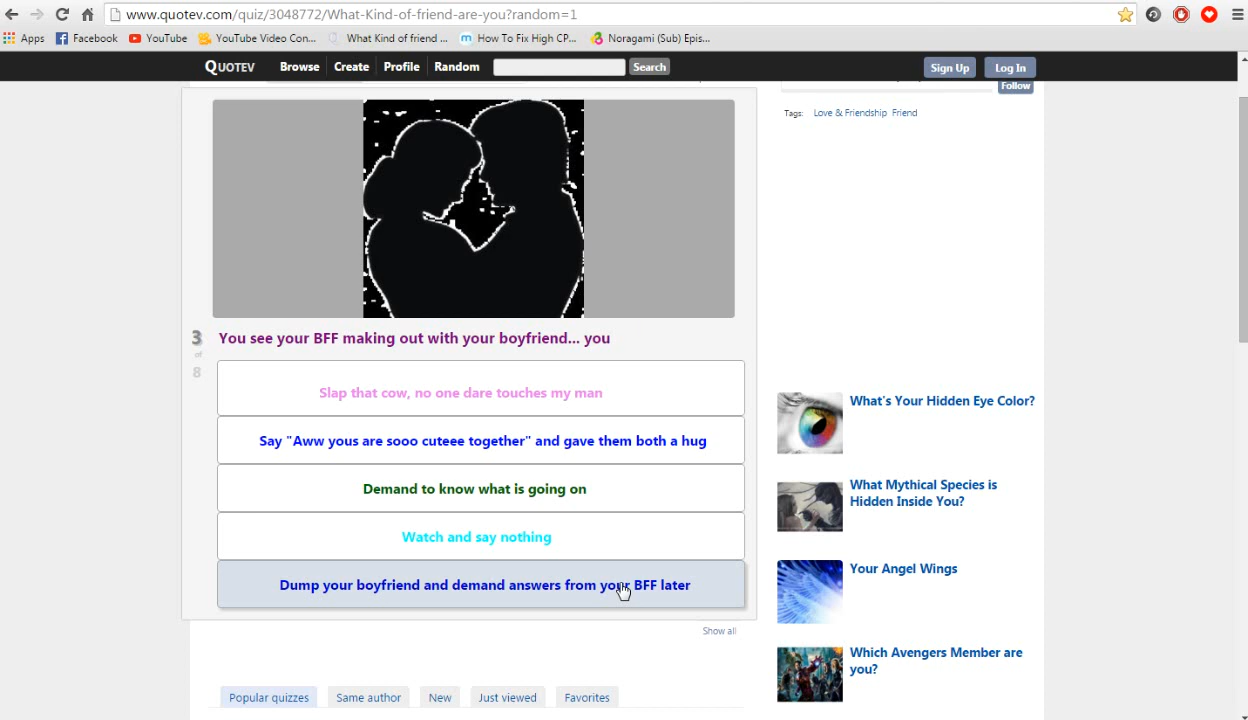 www.quotev.com/quiz/3048772/What-Kind-of-friend-are-you?random=1
Apps Facebook YouTube YouTube Video Con... What Kind of friend ... How To Fix High CP... Noragami (Sub) Epis...
QUOTEV Browse Create Profile Random Search Sign Up Log In
Follow
Tags: Love & Friendship Friend
3 of 8
You see your BFF making out with your boyfriend... you
Slap that cow, no one dare touches my man
Say "Aww yous are sooo cuteee together" and gave them both a hug
Demand to know what is going on
Watch and say nothing
Dump your boyfriend and demand answers from your BFF later
Show all
Popular quizzes Same author New Just viewed Favorites
What's Your Hidden Eye Color?
What Mythical Species is
Hidden Inside You?
Your Angel Wings
Which Avengers Member are
you?